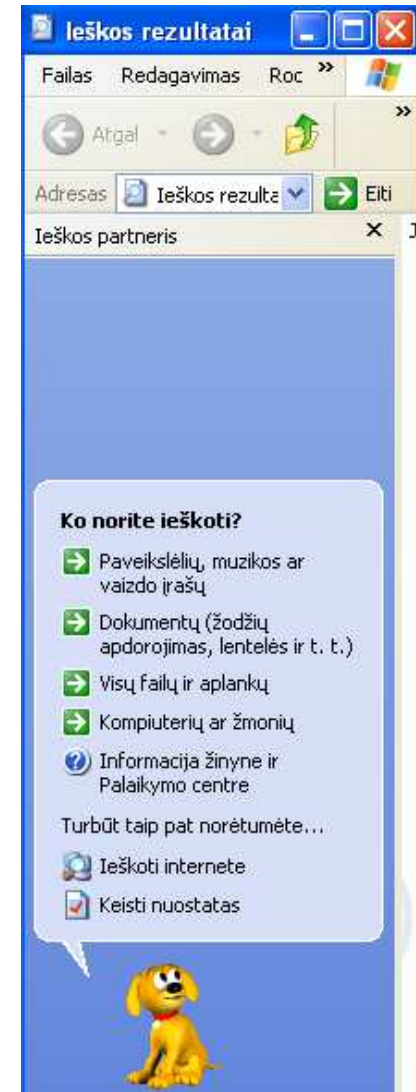 Ieškos rezultatai
Failas Redagavimas Roc »
Atgal »
Adresas Ieškos rezulta Eiti
Ieškos partneris
Ko norite ieškoti?
Paveikslėlių, muzikos ar
vaizdo įrašų
Dokumentų (žodžių
apdorojimas, lentelės ir t. t.)
Visų failų ir aplankų
Kompiuterių ar žmonių
Informacija žinyne ir
Palaikymo centre
Turbūt taip pat norėtumėte...
Ieškoti internete
Keisti nuostatas